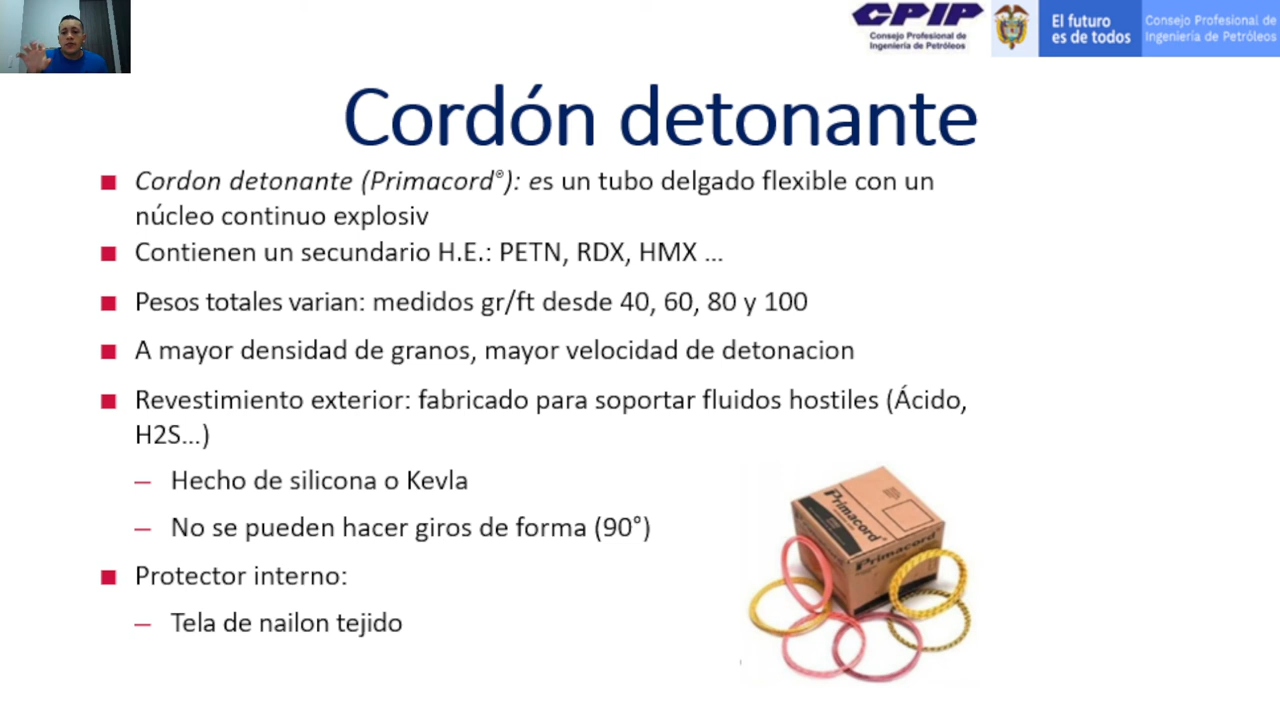 CPIP
Consejo Profesional de
Ingeniería de Petróleos
El futuro
es de todos
Consejo Profesional de
Ingeniería de Petróleos
Cordón detonante
Cordon detonante (Primacord®): es un tubo delgado flexible con un
núcleo continuo explosiv
Contienen un secundario H.E.: PETN, RDX, HMX ...
Pesos totales varian: medidos gr/ft desde 40, 60, 80 y 100
A mayor densidad de granos, mayor velocidad de detonacion
Revestimiento exterior: fabricado para soportar fluidos hostiles (Ácido,
H2S...)
– Hecho de silicona o Kevla
– No se pueden hacer giros de forma (90°)
Protector interno:
– Tela de nailon tejido
Primacord
Primacord